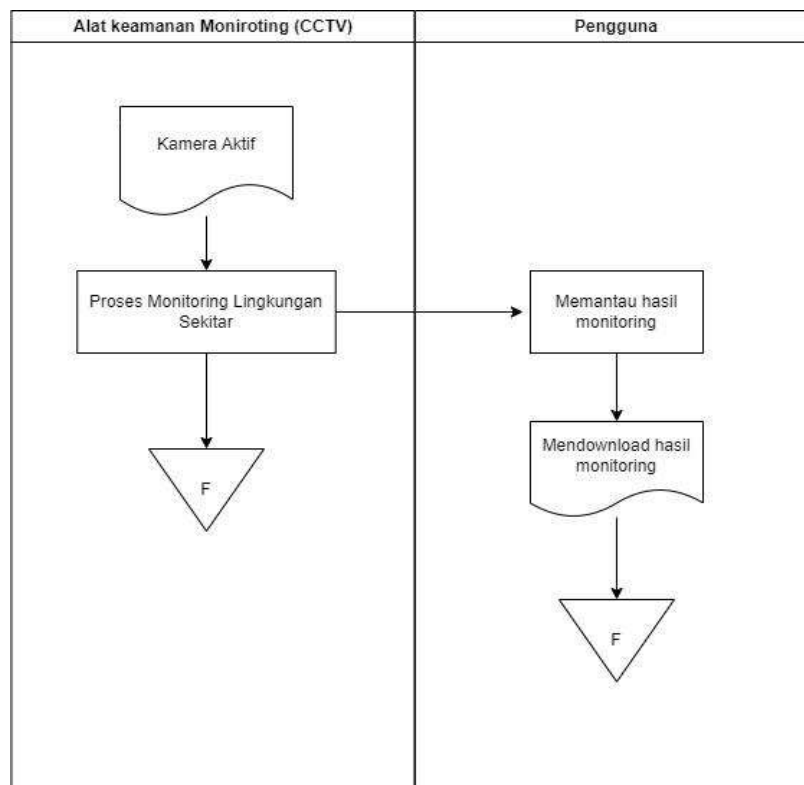 Alat keamanan Moniroting (CCTV)
Pengguna
Kamera Aktif
Proses Monitoring Lingkungan
Sekitar
Memantau hasil
monitoring
F
Mendownload hasil
monitoring
F